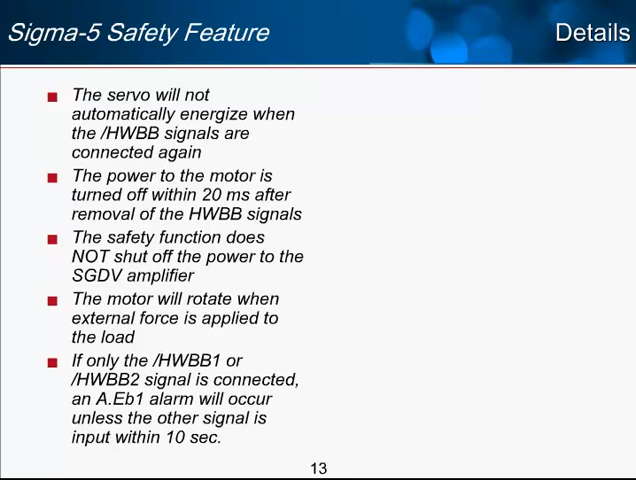 Sigma-5 Safety Feature
Details
The servo will not
automatically energize when
the /HWBB signals are
connected again
The power to the motor is
turned off within 20 ms after
removal of the HWBB signals
The safety function does
NOT shut off the power to the
SGDV amplifier
The motor will rotate when
external force is applied to
the load
If only the /HWBB1 or
/HWBB2 signal is connected,
an A.Eb1 alarm will occur
unless the other signal is
input within 10 sec.
13